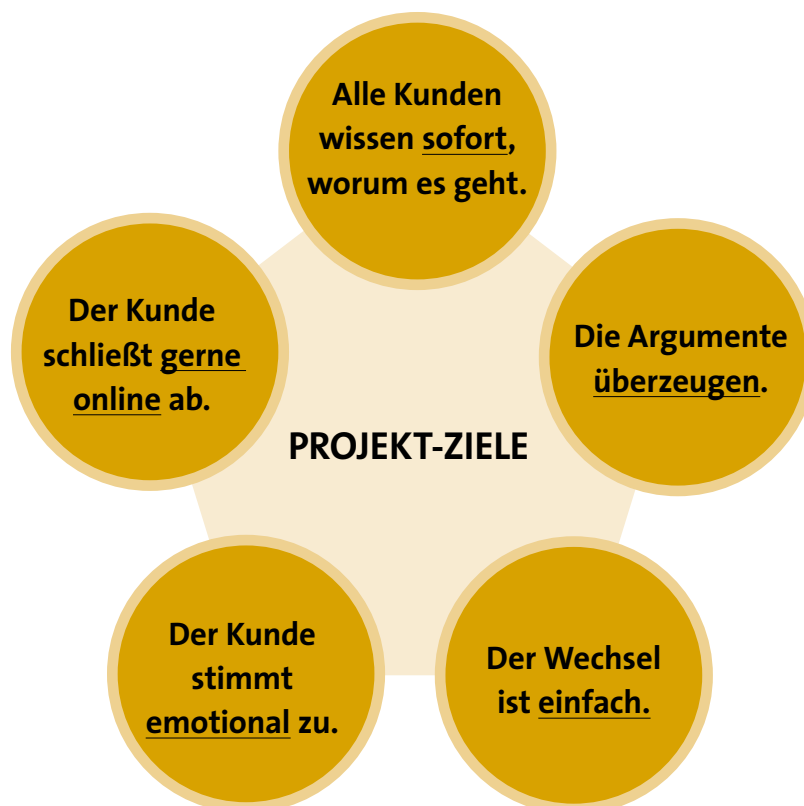 Alle Kunden
wissen sofort,
worum es geht.
Die Argumente
überzeugen.
Der Wechsel
ist einfach.
Der Kunde
stimmt
emotional zu.
Der Kunde
schließt gerne
online ab.
PROJEKT-ZIELE